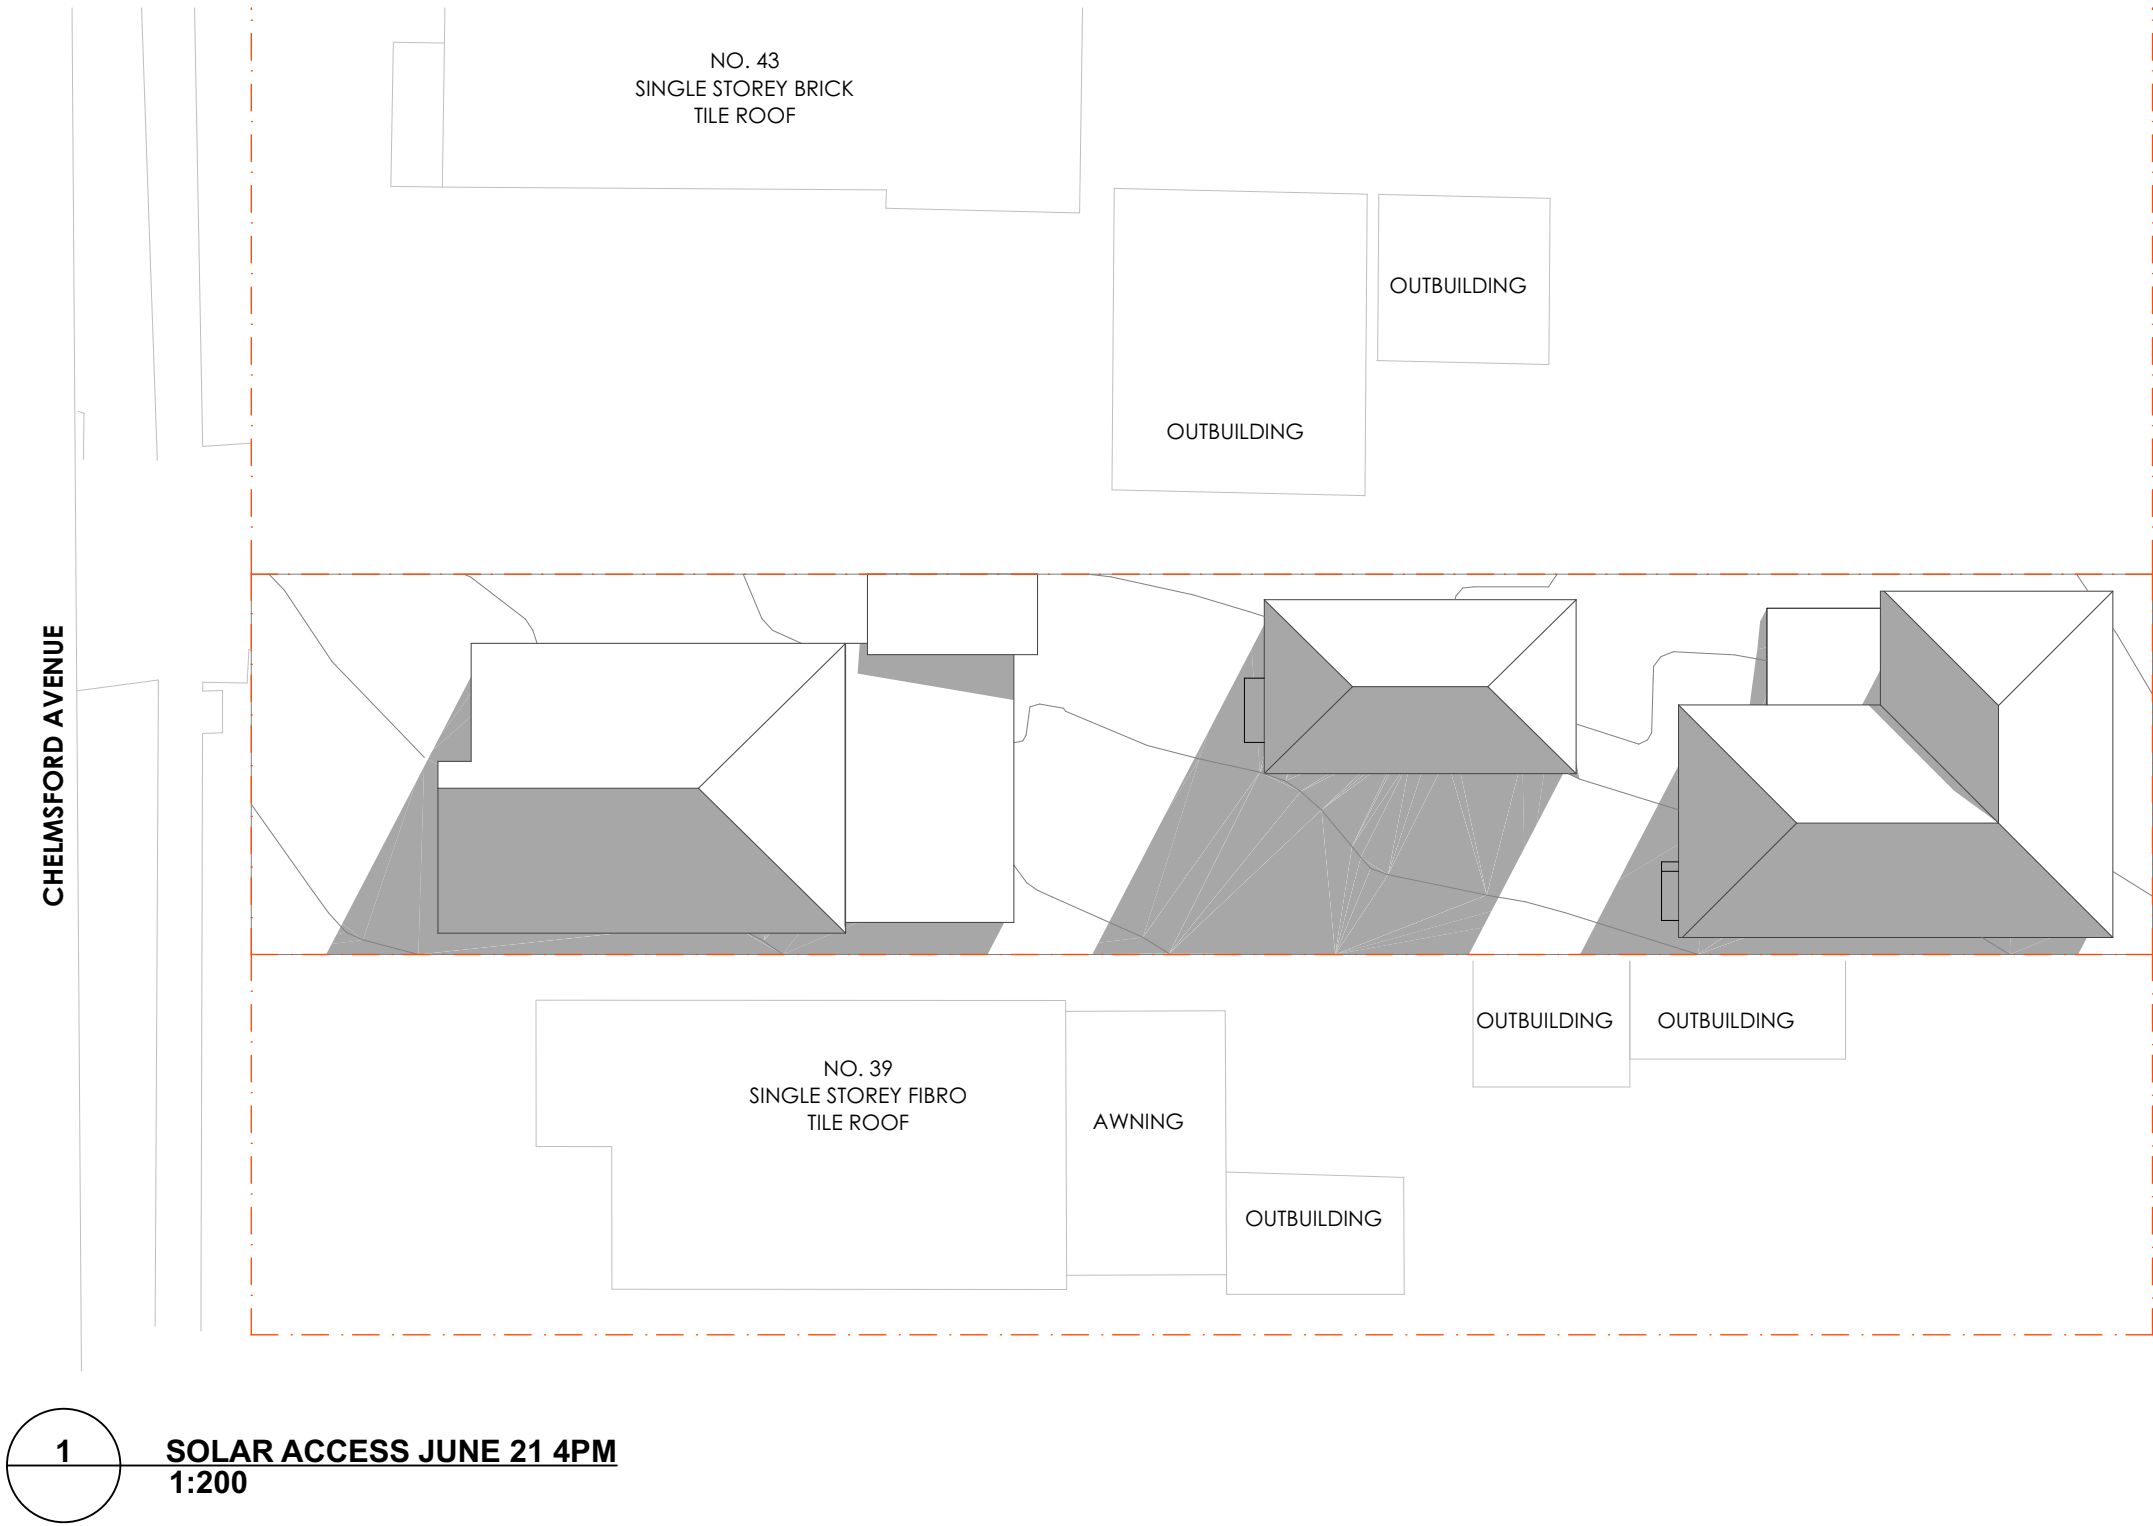 NO. 43
SINGLE STOREY BRICK
TILE ROOF
OUTBUILDING
OUTBUILDING
CHELMSFORD AVENUE
OUTBUILDING
OUTBUILDING
NO. 39
SINGLE STOREY FIBRO
TILE ROOF
AWNING
OUTBUILDING
1
SOLAR ACCESS JUNE 21 4PM
1:200